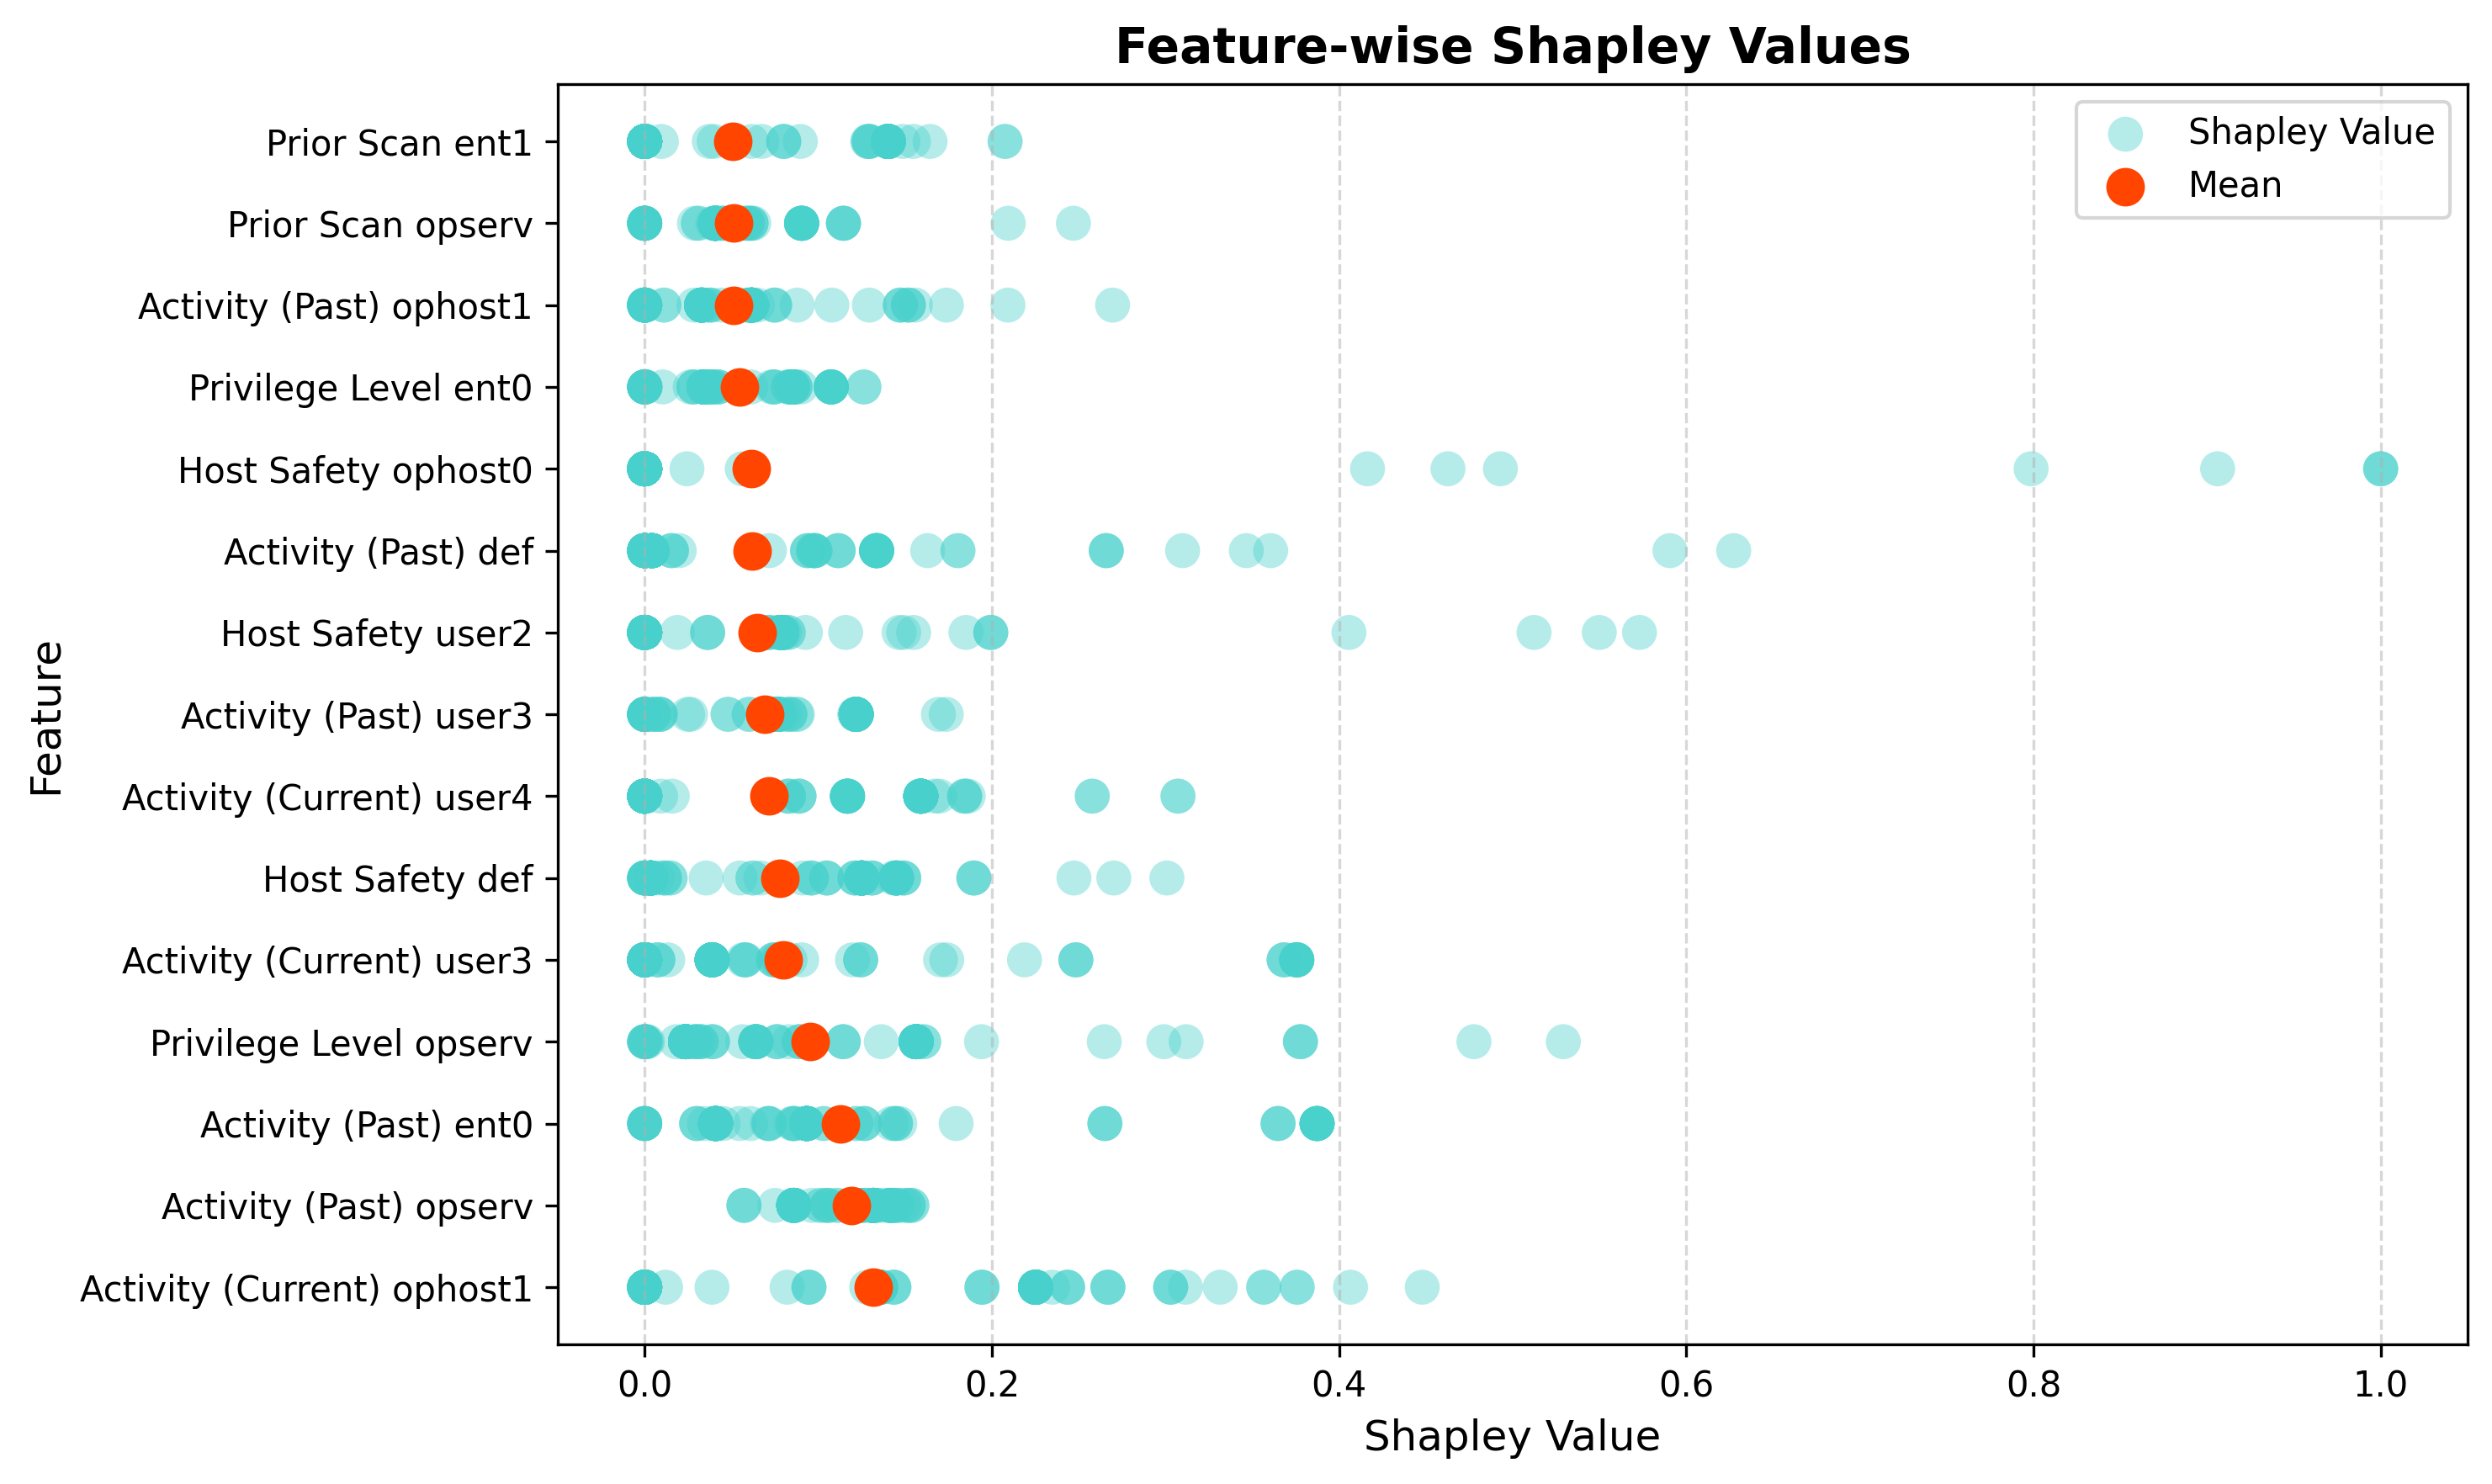 Feature-wise Shapley Values
Shapley Value
Mean
Feature
Prior Scan ent1
Prior Scan opserv
Activity (Past) ophost1
Privilege Level ent0
Host Safety ophost0
Activity (Past) def
Host Safety user2
Activity (Past) user3
Activity (Current) user4
Host Safety def
Activity (Current) user3
Privilege Level opserv
Activity (Past) ent0
Activity (Past) opserv
Activity (Current) ophost1
0.0 0.2 0.4 0.6 0.8 1.0
Shapley Value